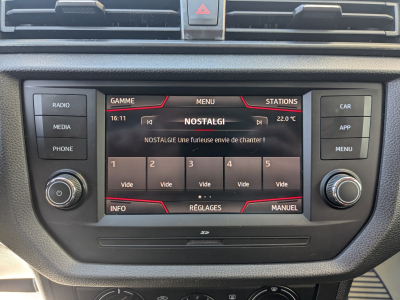 GAMME MENU STATIONS
16:11 NOSTALGI 22.0 °C
NOSTALGIE Une furieuse envie de chanter !
1 2 3 4 5
Vide Vide Vide Vide Vide
INFO RÉGLAGES MANUEL
RADIO
MEDIA
PHONE
CAR
APP
MENU
SD